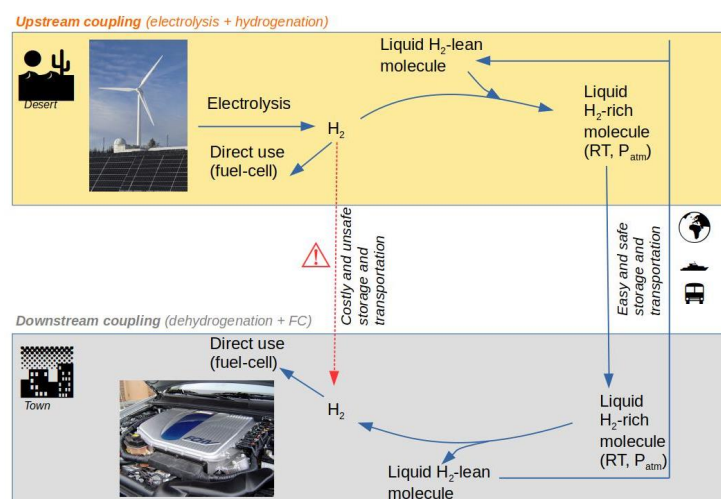 Upstream coupling (electrolysis + hydrogenation)
Desert
Electrolysis
H₂
Direct use
(fuel-cell)
Liquid H₂-lean
molecule
Liquid
H₂-rich
molecule
(RT, Pₐₜₘ)
Costly and unsafe
storage and
transportation
Easy and safe
storage and
transportation
Downstream coupling (dehydrogenation + FC)
Town
Direct use
(fuel-cell)
H₂
Liquid H₂-lean
molecule
Liquid
H₂-rich
molecule
(RT, Pₐₜₘ)